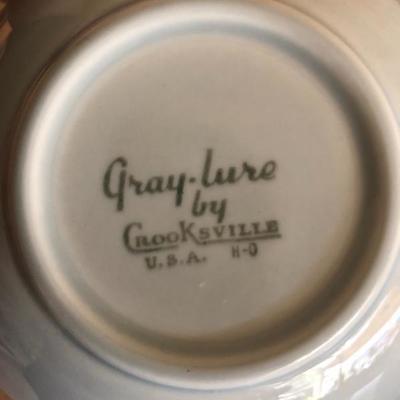 Gray-lure
by
CROOKSVILLE
U.S.A. H-O